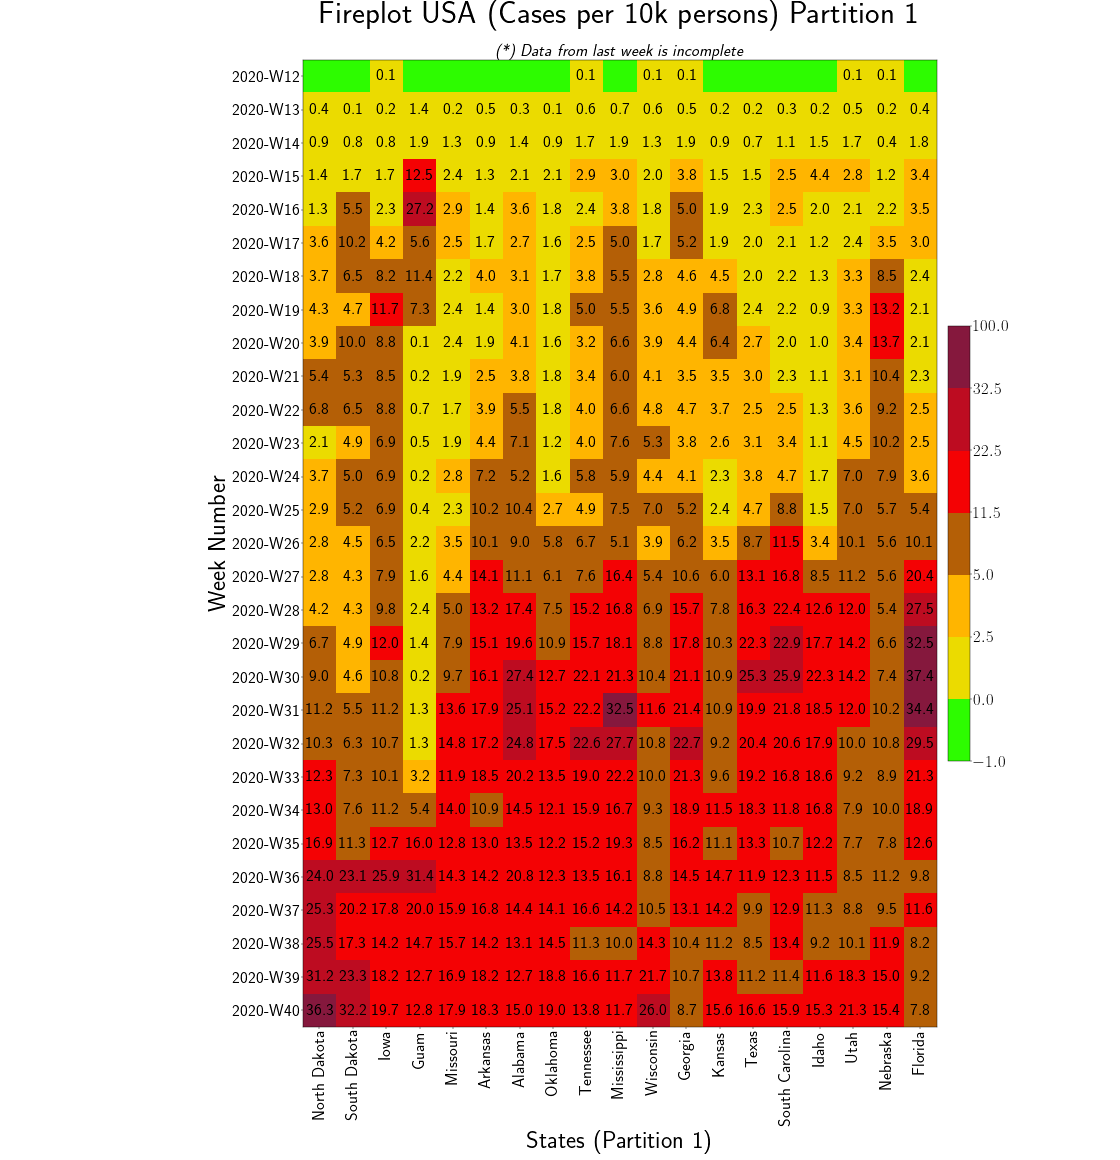 Fireplot USA (Cases per 10k persons) Partition 1
(*) Data from last week is incomplete
2020-W12 0.1 0.1 0.1 0.1 0.1 0.1
2020-W13 0.4 0.1 0.2 1.4 0.2 0.5 0.3 0.1 0.6 0.7 0.6 0.5 0.2 0.2 0.3 0.2 0.5 0.2 0.4
2020-W14 0.9 0.8 0.8 1.9 1.3 0.9 1.4 0.9 1.7 1.9 1.3 1.9 0.9 0.7 1.1 1.5 1.7 0.4 1.8
2020-W15 1.4 1.7 1.7 12.5 2.4 1.3 2.1 2.1 2.9 3.0 2.0 3.8 1.5 1.5 2.5 4.4 2.8 1.2 3.4
2020-W16 1.3 5.5 2.3 27.2 2.9 1.4 3.6 1.8 2.4 3.8 1.8 5.0 1.9 2.3 2.5 2.0 2.1 2.2 3.5
2020-W17 3.6 10.2 4.2 5.6 2.5 1.7 2.7 1.6 2.5 5.0 1.7 5.2 1.9 2.0 2.1 1.2 2.4 3.5 3.0
2020-W18 3.7 6.5 8.2 11.4 2.2 4.0 3.1 1.7 3.8 5.5 2.8 4.6 4.5 2.0 2.2 1.3 3.3 8.5 2.4
2020-W19 4.3 4.7 11.7 7.3 2.4 1.4 3.0 1.8 5.0 5.5 3.6 4.9 6.8 2.4 2.2 0.9 3.3 13.2 2.1
2020-W20 3.9 10.0 8.8 0.1 2.4 1.9 4.1 1.6 3.2 6.6 3.9 4.4 6.4 2.7 2.0 1.0 3.4 13.7 2.1
2020-W21 5.4 5.3 8.5 0.2 1.9 2.5 3.8 1.8 3.4 6.0 4.1 3.5 3.5 3.0 2.3 1.1 3.1 10.4 2.3
2020-W22 6.8 6.5 8.8 0.7 1.7 3.9 5.5 1.8 4.0 6.6 4.8 4.7 3.7 2.5 2.5 1.3 3.6 9.2 2.5
2020-W23 2.1 4.9 6.9 0.5 1.9 4.4 7.1 1.2 4.0 7.6 5.3 3.8 2.6 3.1 3.4 1.1 4.5 10.2 2.5
2020-W24 3.7 5.0 6.9 0.2 2.8 7.2 5.2 1.6 5.8 5.9 4.4 4.1 2.3 3.8 4.7 1.7 7.0 7.9 3.6
2020-W25 2.9 5.2 6.9 0.4 2.3 10.2 10.4 2.7 4.9 7.5 7.0 5.2 2.4 4.7 8.8 1.5 7.0 5.7 5.4
2020-W26 2.8 4.5 6.5 2.2 3.5 10.1 9.0 5.8 6.7 5.1 3.9 6.2 3.5 8.7 11.5 3.4 10.1 5.6 10.1
2020-W27 2.8 4.3 7.9 1.6 4.4 14.1 11.1 6.1 7.6 16.4 5.4 10.6 6.0 13.1 16.8 8.5 11.2 5.6 20.4
2020-W28 4.2 4.3 9.8 2.4 5.0 13.2 17.4 7.5 15.2 16.8 6.9 15.7 7.8 16.3 22.4 12.6 12.0 5.4 27.5
2020-W29 6.7 4.9 12.0 1.4 7.9 15.1 19.6 10.9 15.7 18.1 8.8 17.8 10.3 22.3 22.9 17.7 14.2 6.6 32.5
2020-W30 9.0 4.6 10.8 0.2 9.7 16.1 27.4 12.7 22.1 21.3 10.4 21.1 10.9 25.3 25.9 22.3 14.2 7.4 37.4
2020-W31 11.2 5.5 11.2 1.3 13.6 17.9 25.1 15.2 22.2 32.5 11.6 21.4 10.9 19.9 21.8 18.5 12.0 10.2 34.4
2020-W32 10.3 6.3 10.7 1.3 14.8 17.2 24.8 17.5 22.6 27.7 10.8 22.7 9.2 20.4 20.6 17.9 10.0 10.8 29.5
2020-W33 12.3 7.3 10.1 3.2 11.9 18.5 20.2 13.5 19.0 22.2 10.0 21.3 9.6 19.2 16.8 18.6 9.2 8.9 21.3
2020-W34 13.0 7.6 11.2 5.4 14.0 10.9 14.5 12.1 15.9 16.7 9.3 18.9 11.5 18.3 11.8 16.8 7.9 10.0 18.9
2020-W35 16.9 11.3 12.7 16.0 12.8 13.0 13.5 12.2 15.2 19.3 8.5 16.2 11.1 13.3 10.7 12.2 7.7 7.8 12.6
2020-W36 24.0 23.1 25.9 31.4 14.3 14.2 20.8 12.3 13.5 16.1 8.8 14.5 14.7 11.9 12.3 11.5 8.5 11.2 9.8
2020-W37 25.3 20.2 17.8 20.0 15.9 16.8 14.4 14.1 16.6 14.2 10.5 13.1 14.2 9.9 12.9 11.3 8.8 9.5 11.6
2020-W38 25.5 17.3 14.2 14.7 15.7 14.2 13.1 14.5 11.3 10.0 14.3 10.4 11.2 8.5 13.4 9.2 10.1 11.9 8.2
2020-W39 31.2 23.3 18.2 12.7 16.9 18.2 12.7 18.8 16.6 11.7 21.7 10.7 13.8 11.2 11.4 11.6 18.3 15.0 9.2
2020-W40 36.3 32.2 19.7 12.8 17.9 18.3 15.0 19.0 13.8 11.7 26.0 8.7 15.6 16.6 15.9 15.3 21.3 15.4 7.8
Week Number
North Dakota
South Dakota
Iowa
Guam
Missouri
Arkansas
Alabama
Oklahoma
Tennessee
Mississippi
Wisconsin
Georgia
Kansas
Texas
South Carolina
Idaho
Utah
Nebraska
Florida
States (Partition 1)
100.0
32.5
22.5
11.5
5.0
2.5
0.0
−1.0